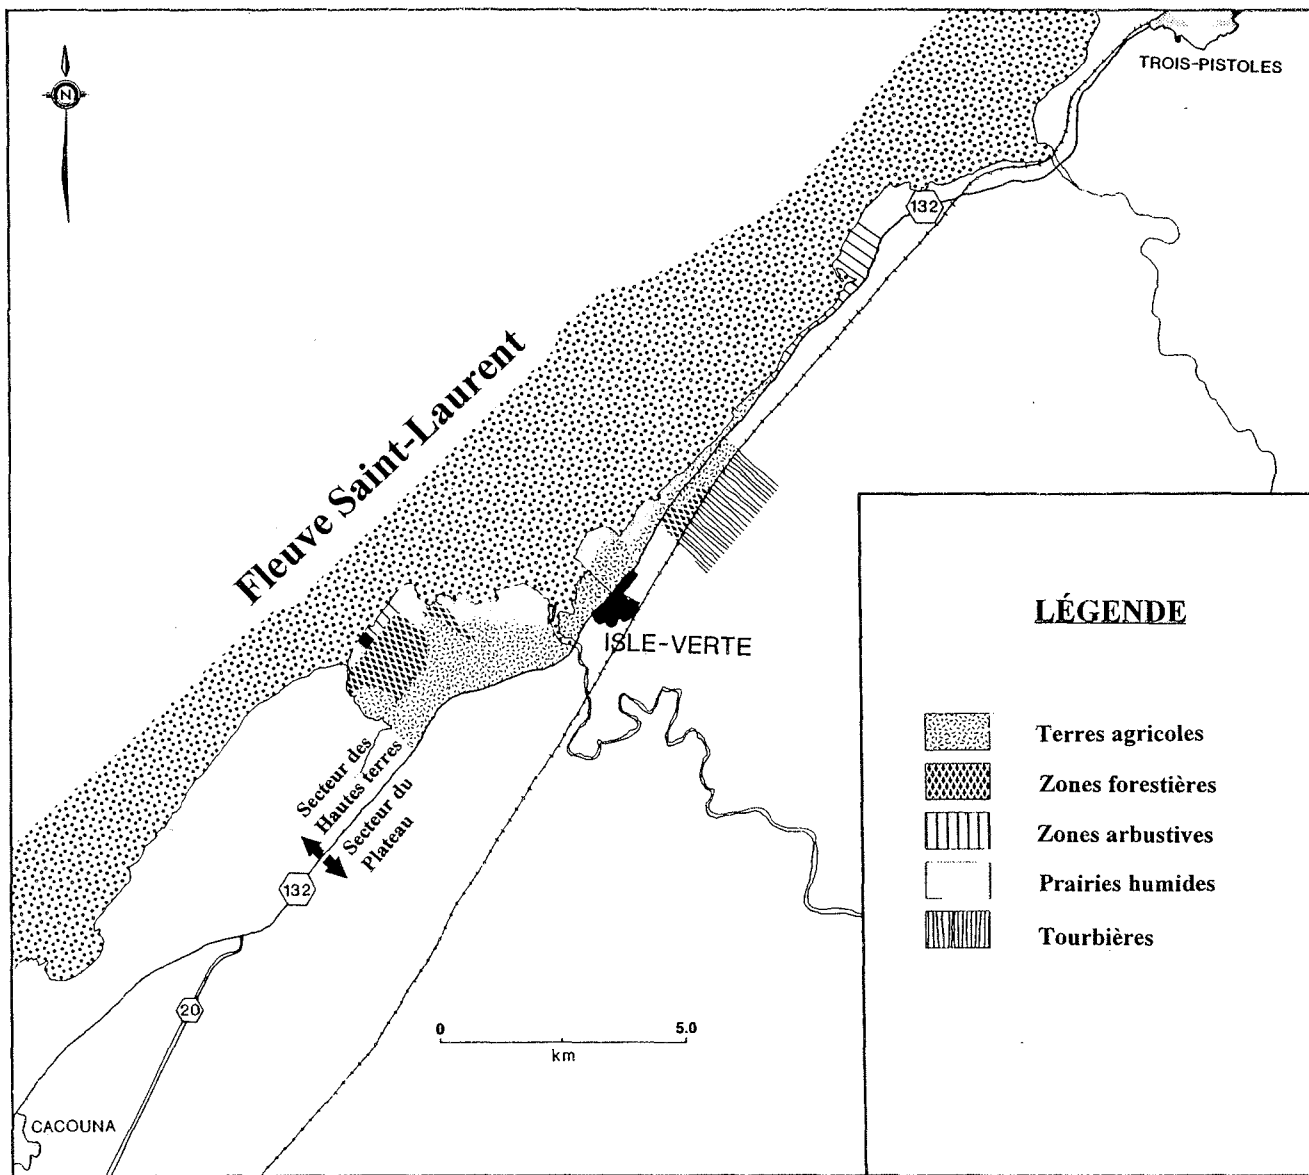 N
TROIS-PISTOLES
132
Fleuve Saint-Laurent
ISLE-VERTE
Secteur des
Hautes terres
Secteur du
Plateau
132
20
0 5.0
km
CACOUNA
LÉGENDE
Terres agricoles
Zones forestières
Zones arbustives
Prairies humides
Tourbières